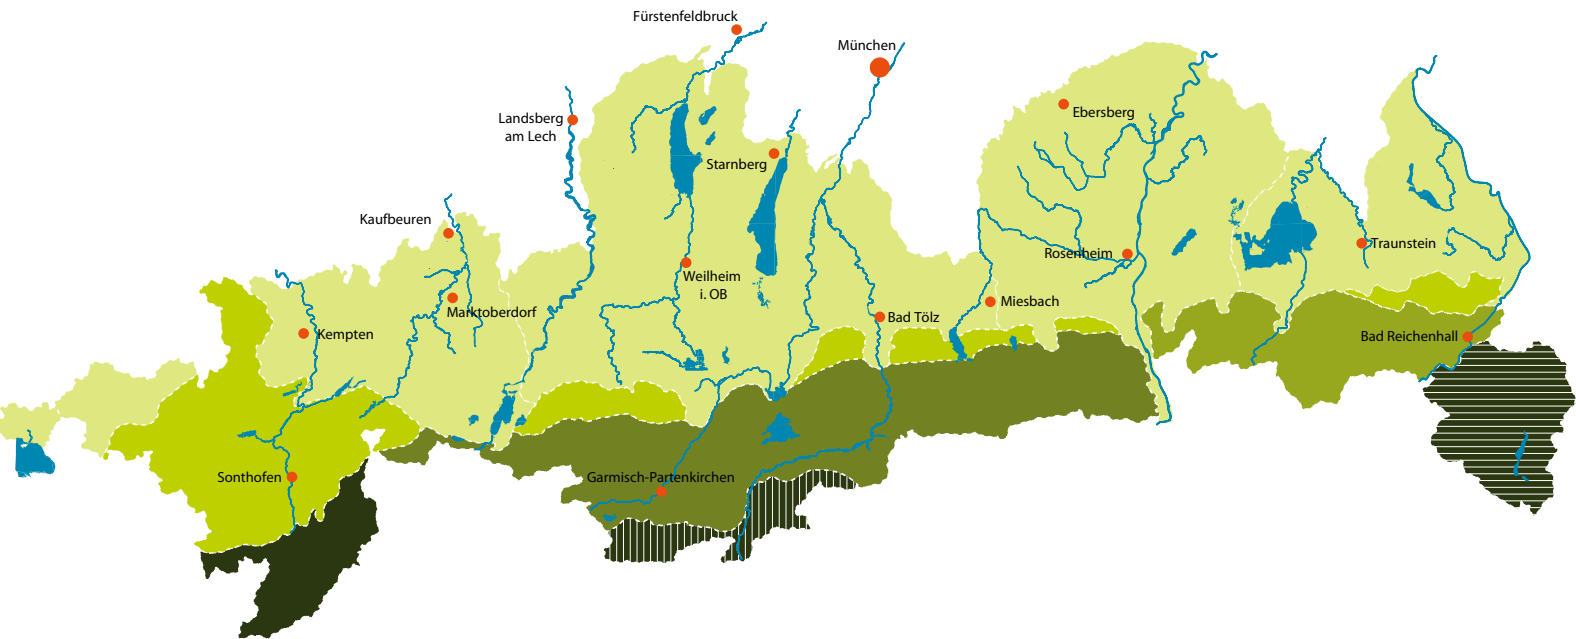 Fürstenfeldbruck
München
Landsberg
am Lech
Ebersberg
Starnberg
Kaufbeuren
Traunstein
Rosenheim
Weilheim
i. OB
Marktoberdorf
Miesbach
Bad Tölz
Kempten
Bad Reichenhall
Sonthofen
Garmisch-Partenkirchen